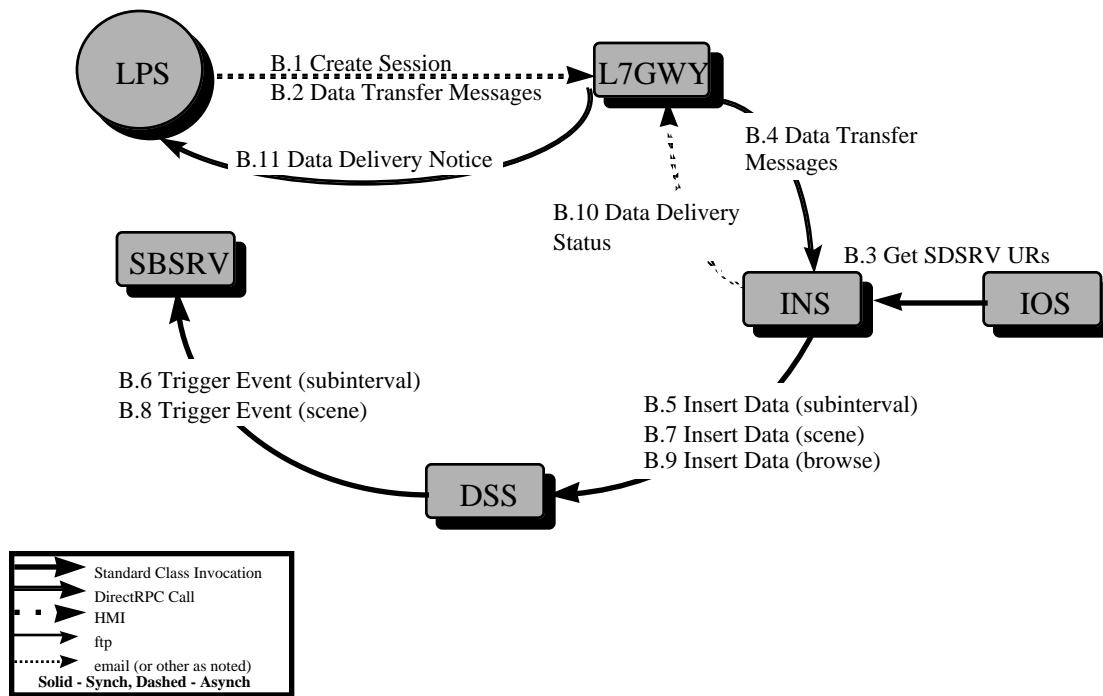 LPS
B.1 Create Session
B.2 Data Transfer Messages
L7GWY
B.11 Data Delivery Notice
B.4 Data Transfer
Messages
B.10 Data Delivery
Status
B.3 Get SDSRV URs
SBSRV
INS
IOS
B.6 Trigger Event (subinterval)
B.8 Trigger Event (scene)
B.5 Insert Data (subinterval)
B.7 Insert Data (scene)
B.9 Insert Data (browse)
DSS
Standard Class Invocation
DirectRPC Call
HMI
ftp
email (or other as noted)
Solid - Synch, Dashed - Asynch